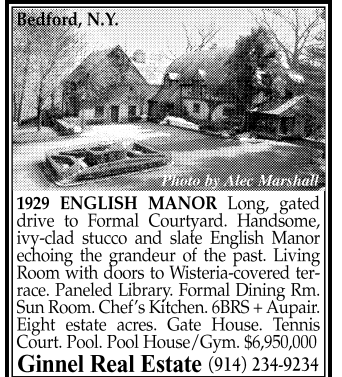 Bedford, N.Y.
Photo by Alec Marshall
1929 ENGLISH MANOR Long, gated
drive to Formal Courtyard. Handsome,
ivy-clad stucco and slate English Manor
echoing the grandeur of the past. Living
Room with doors to Wisteria-covered ter-
race. Paneled Library. Formal Dining Rm.
Sun Room. Chef's Kitchen. 6BRS + Aupair.
Eight estate acres. Gate House. Tennis
Court. Pool. Pool House/Gym. $6,950,000
Ginnel Real Estate (914) 234-9234